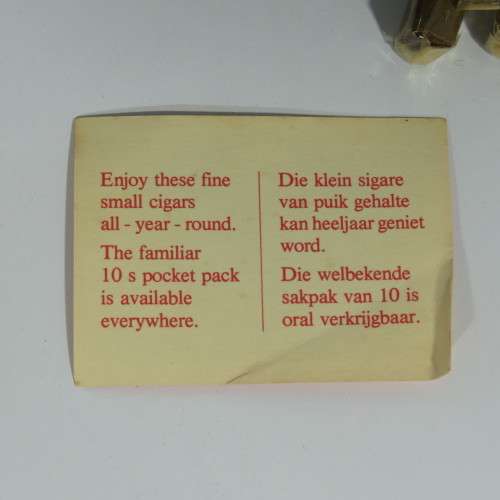 Enjoy these fine
small cigars
all - year - round.
The familiar
10 s pocket pack
is available
everywhere.
Die klein sigare
van puik gehalte
kan heeljaar geniet
word.
Die welbekende
sakpak van 10 is
oral verkrijgbaar.